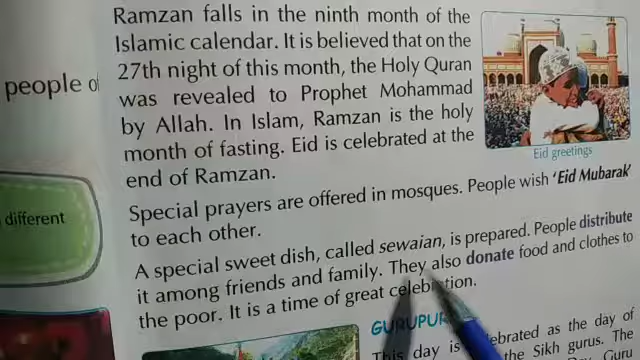 people of
different
Ramzan falls in the ninth month of the
Islamic calendar. It is believed that on the
27th night of this month, the Holy Quran
was revealed to Prophet Mohammad
by Allah. In Islam, Ramzan is the holy
month of fasting. Eid is celebrated at the
end of Ramzan.
Eid greetings
Special prayers are offered in mosques. People wish 'Eid Mubarak'
to each other.
A special sweet dish, called sewaian, is prepared. People distribute
it among friends and family. They also donate food and clothes to
the poor. It is a time of great celebration.
GURUPUR
This day is celebrated as the day of
the Sikh gurus. The
Guru